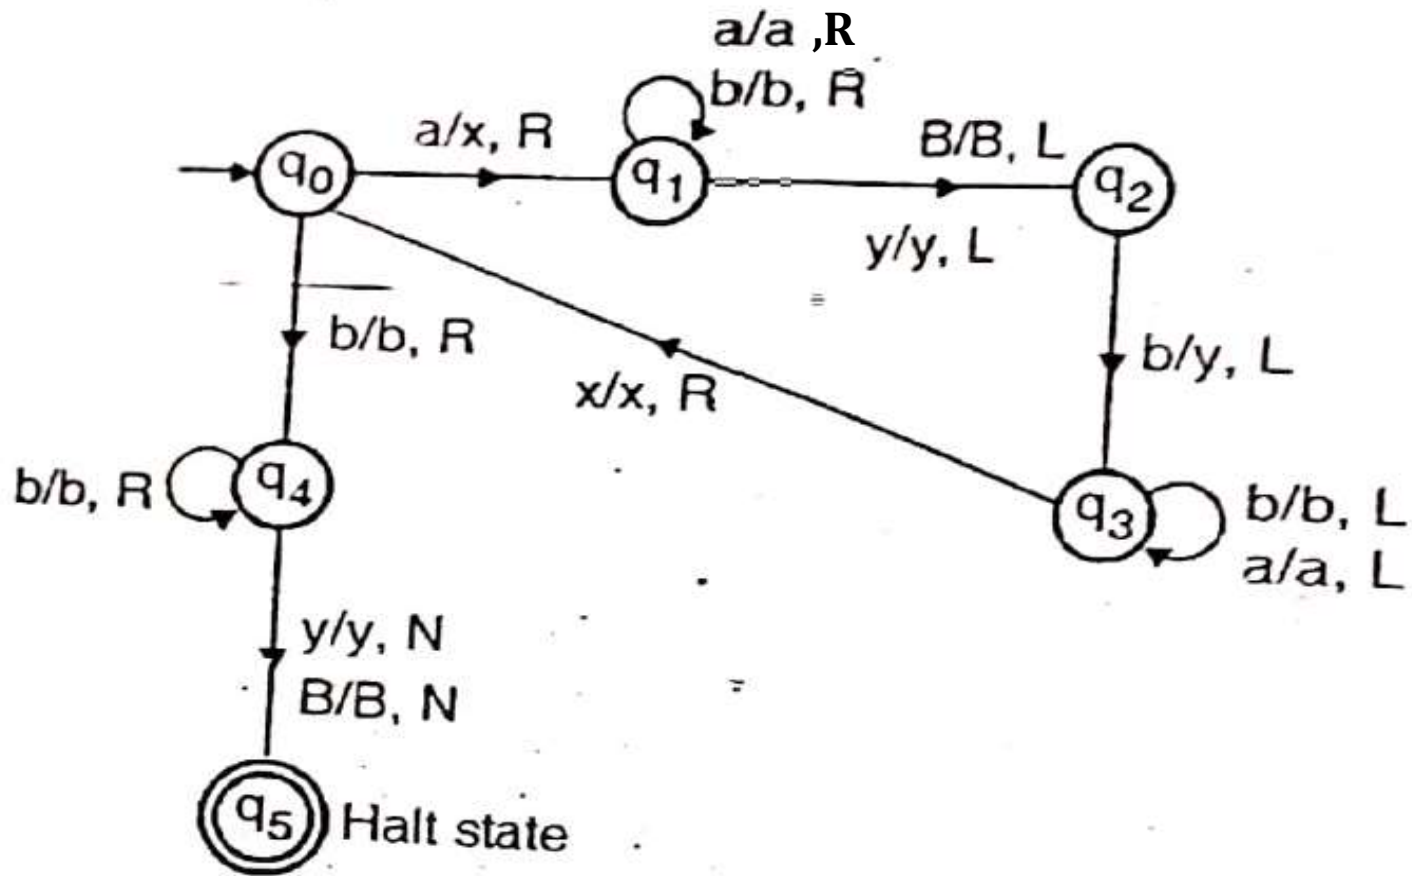 a/a ,R
b/b, R
a/x, R
B/B, L
q0
q1
q2
y/y, L
b/b, R
b/y, L
x/x, R
b/b, R
q4
q3
b/b, L
a/a, L
y/y, N
B/B, N
q5
Halt state